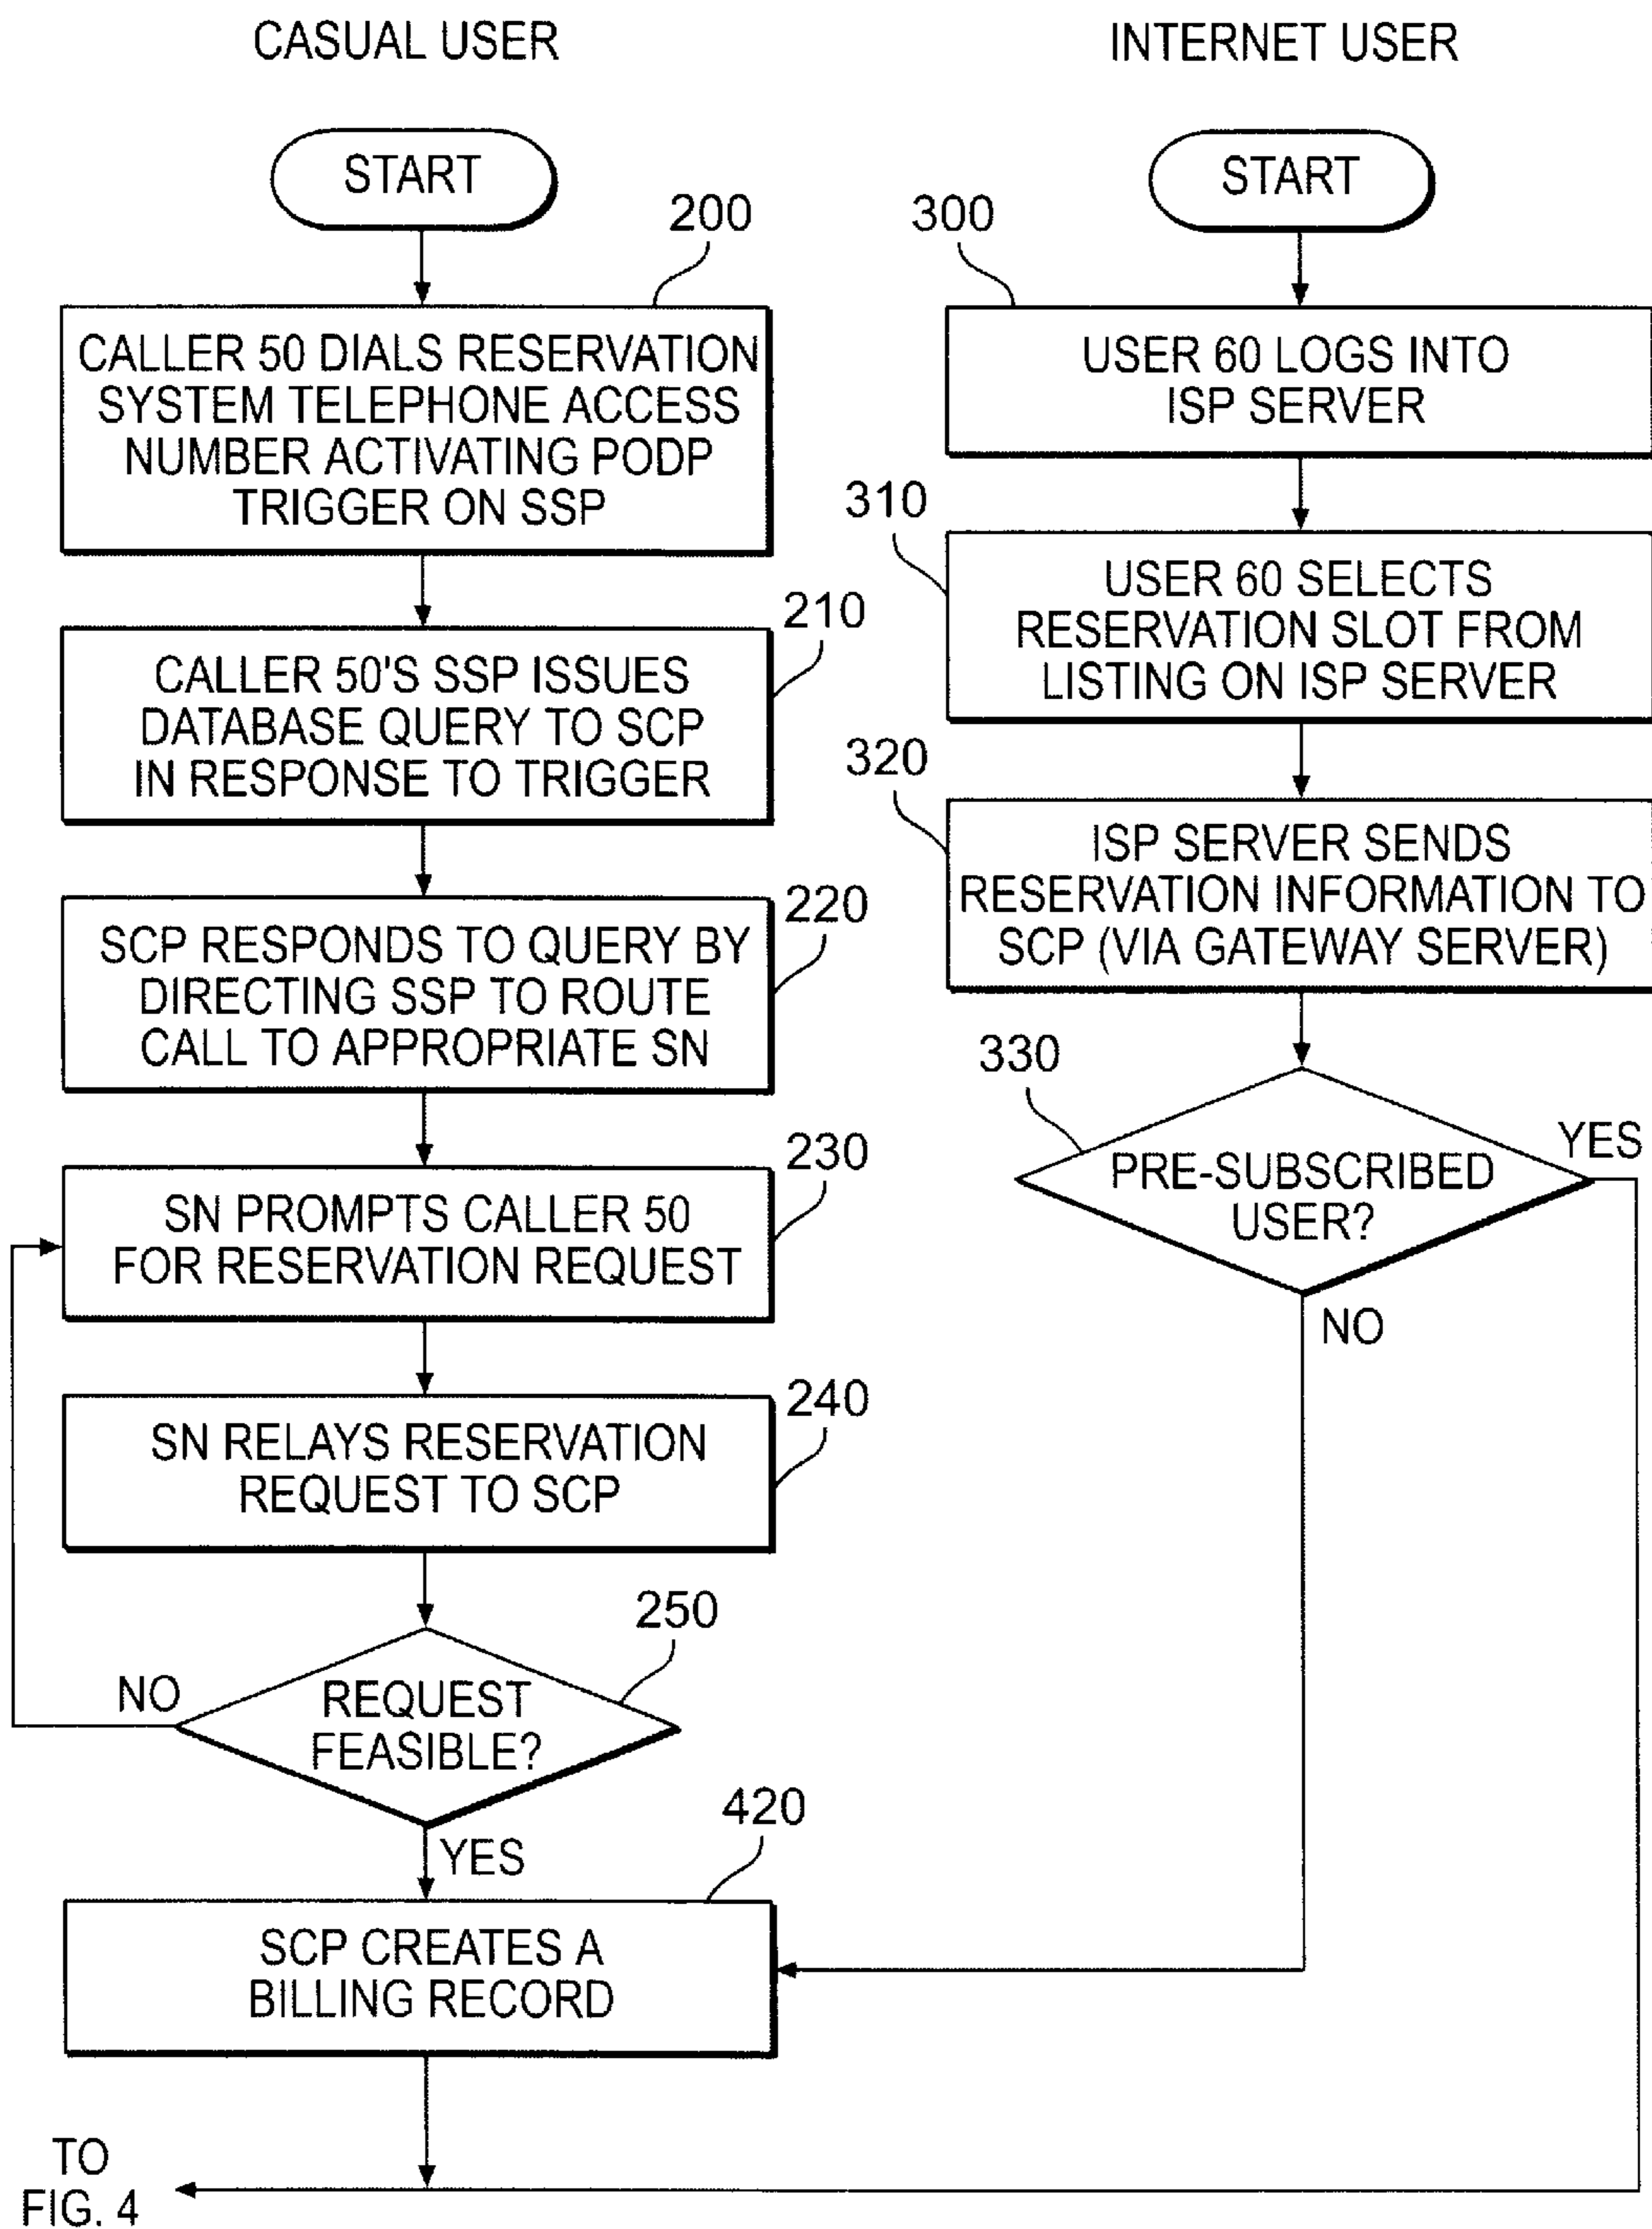 CASUAL USER
START
200
CALLER 50 DIALS RESERVATION
SYSTEM TELEPHONE ACCESS
NUMBER ACTIVATING PODP
TRIGGER ON SSP
210
CALLER 50'S SSP ISSUES
DATABASE QUERY TO SCP
IN RESPONSE TO TRIGGER
220
SCP RESPONDS TO QUERY BY
DIRECTING SSP TO ROUTE
CALL TO APPROPRIATE SN
230
SN PROMPTS CALLER 50
FOR RESERVATION REQUEST
240
SN RELAYS RESERVATION
REQUEST TO SCP
250
REQUEST
FEASIBLE?
NO
YES
420
SCP CREATES A
BILLING RECORD
TO
FIG. 4
INTERNET USER
START
300
USER 60 LOGS INTO
ISP SERVER
310
USER 60 SELECTS
RESERVATION SLOT FROM
LISTING ON ISP SERVER
320
ISP SERVER SENDS
RESERVATION INFORMATION TO
SCP (VIA GATEWAY SERVER)
330
PRE-SUBSCRIBED
USER?
YES
NO